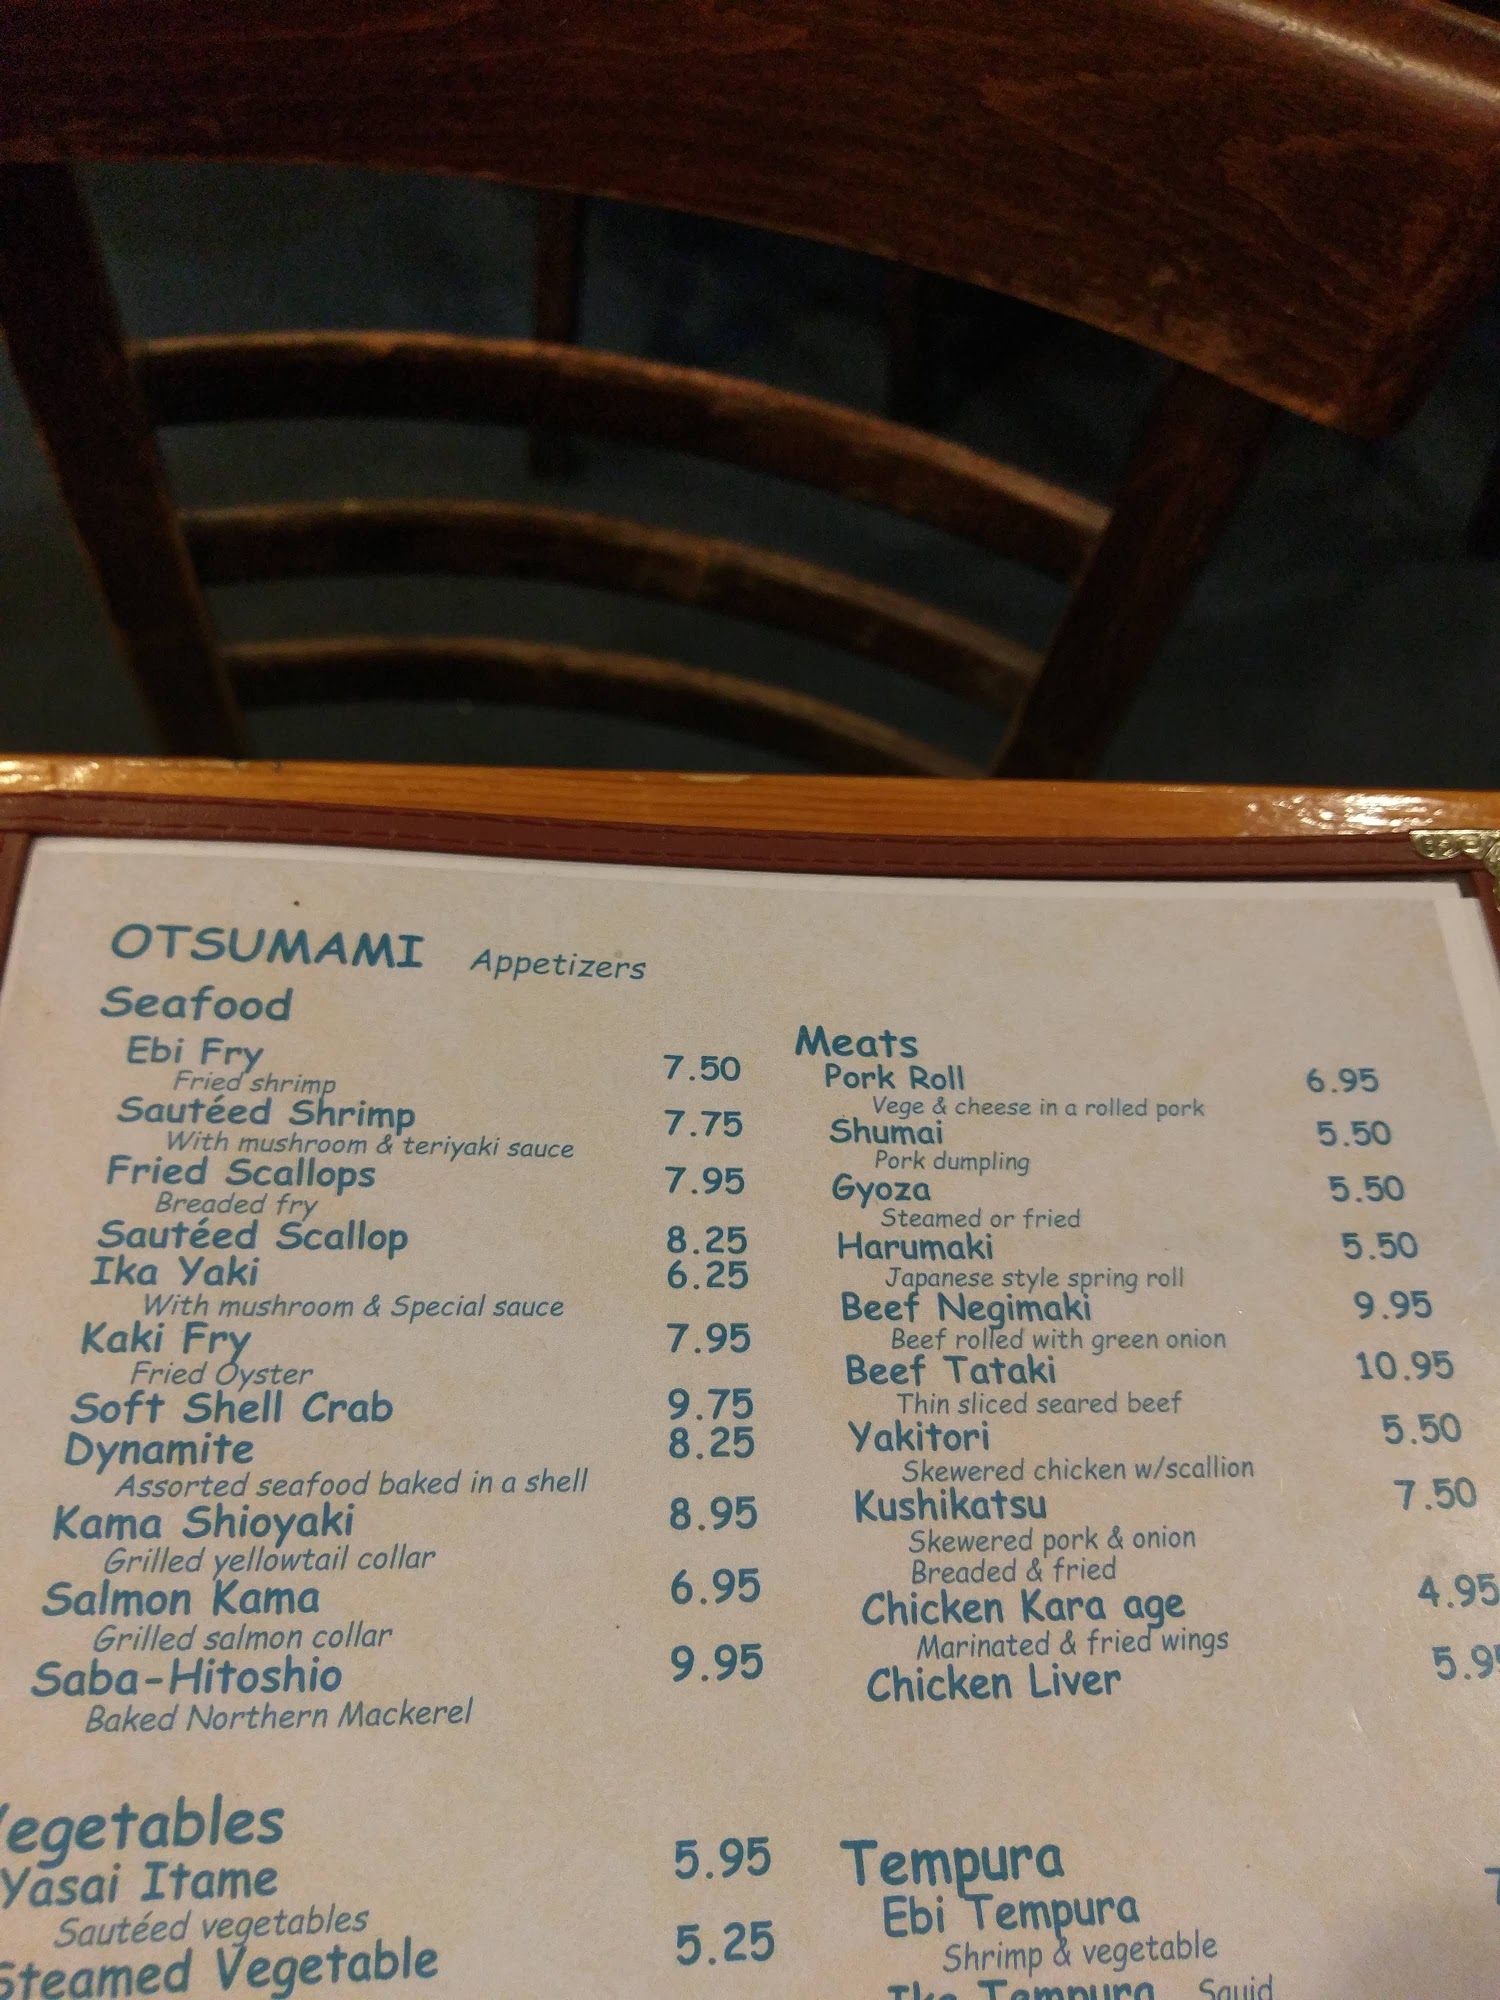 OTSUMAMI Appetizers
Seafood
Ebi Fry 7.50
Fried shrimp
Sautéed Shrimp 7.75
With mushroom & teriyaki sauce
Fried Scallops 7.95
Breaded fry
Sautéed Scallop 8.25
Ika Yaki 6.25
With mushroom & Special sauce
Kaki Fry 7.95
Fried Oyster
Soft Shell Crab 9.75
Dynamite 8.25
Assorted seafood baked in a shell
Kama Shioyaki 8.95
Grilled yellowtail collar
Salmon Kama 6.95
Grilled salmon collar
Saba-Hitoshio 9.95
Baked Northern Mackerel
Meats
Pork Roll 6.95
Vege & cheese in a rolled pork
Shumai 5.50
Pork dumpling
Gyoza 5.50
Steamed or fried
Harumaki 5.50
Japanese style spring roll
Beef Negimaki 9.95
Beef rolled with green onion
Beef Tataki 10.95
Thin sliced seared beef
Yakitori 5.50
Skewered chicken w/scallion
Kushikatsu 7.50
Skewered pork & onion
Breaded & fried
Chicken Kara age 4.95
Marinated & fried wings
Chicken Liver 5.95
Vegetables
Yasai Itame 5.95
Sautéed vegetables
Steamed Vegetable 5.25
Tempura
Ebi Tempura
Shrimp & vegetable
Ika Tempura Squid